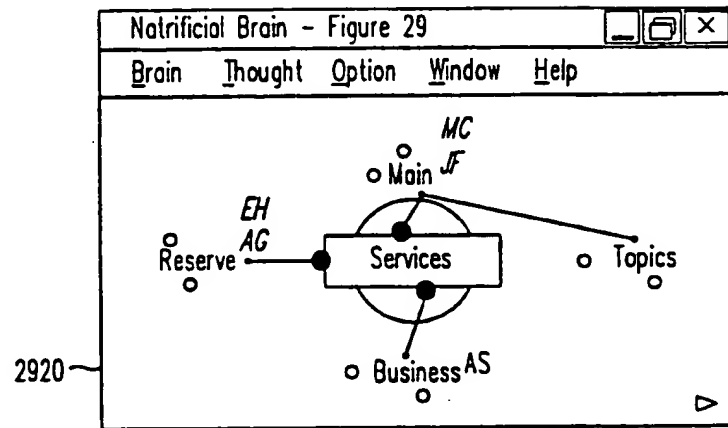 Natrificial Brain - Figure 29
Brain Thought Option Window Help
MC
Main JF
EH
AG
Reserve
Services
Topics
2920
Business AS